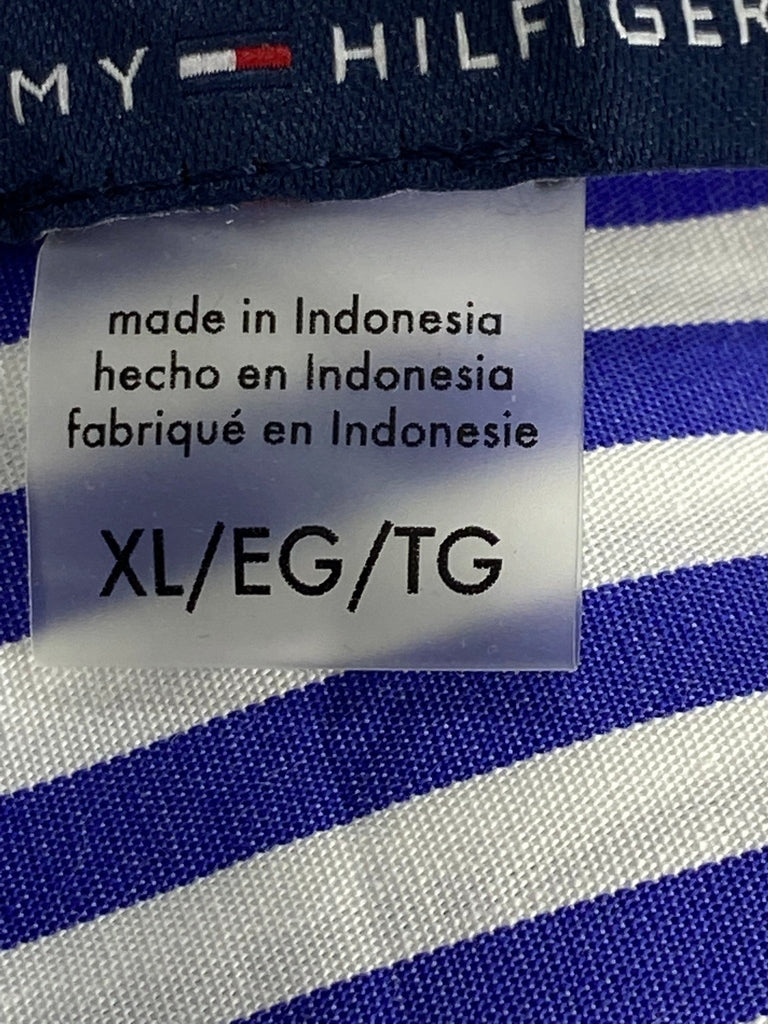 MY HILFIGER
made in Indonesia
hecho en Indonesia
fabriqué en Indonesie
XL/EG/TG